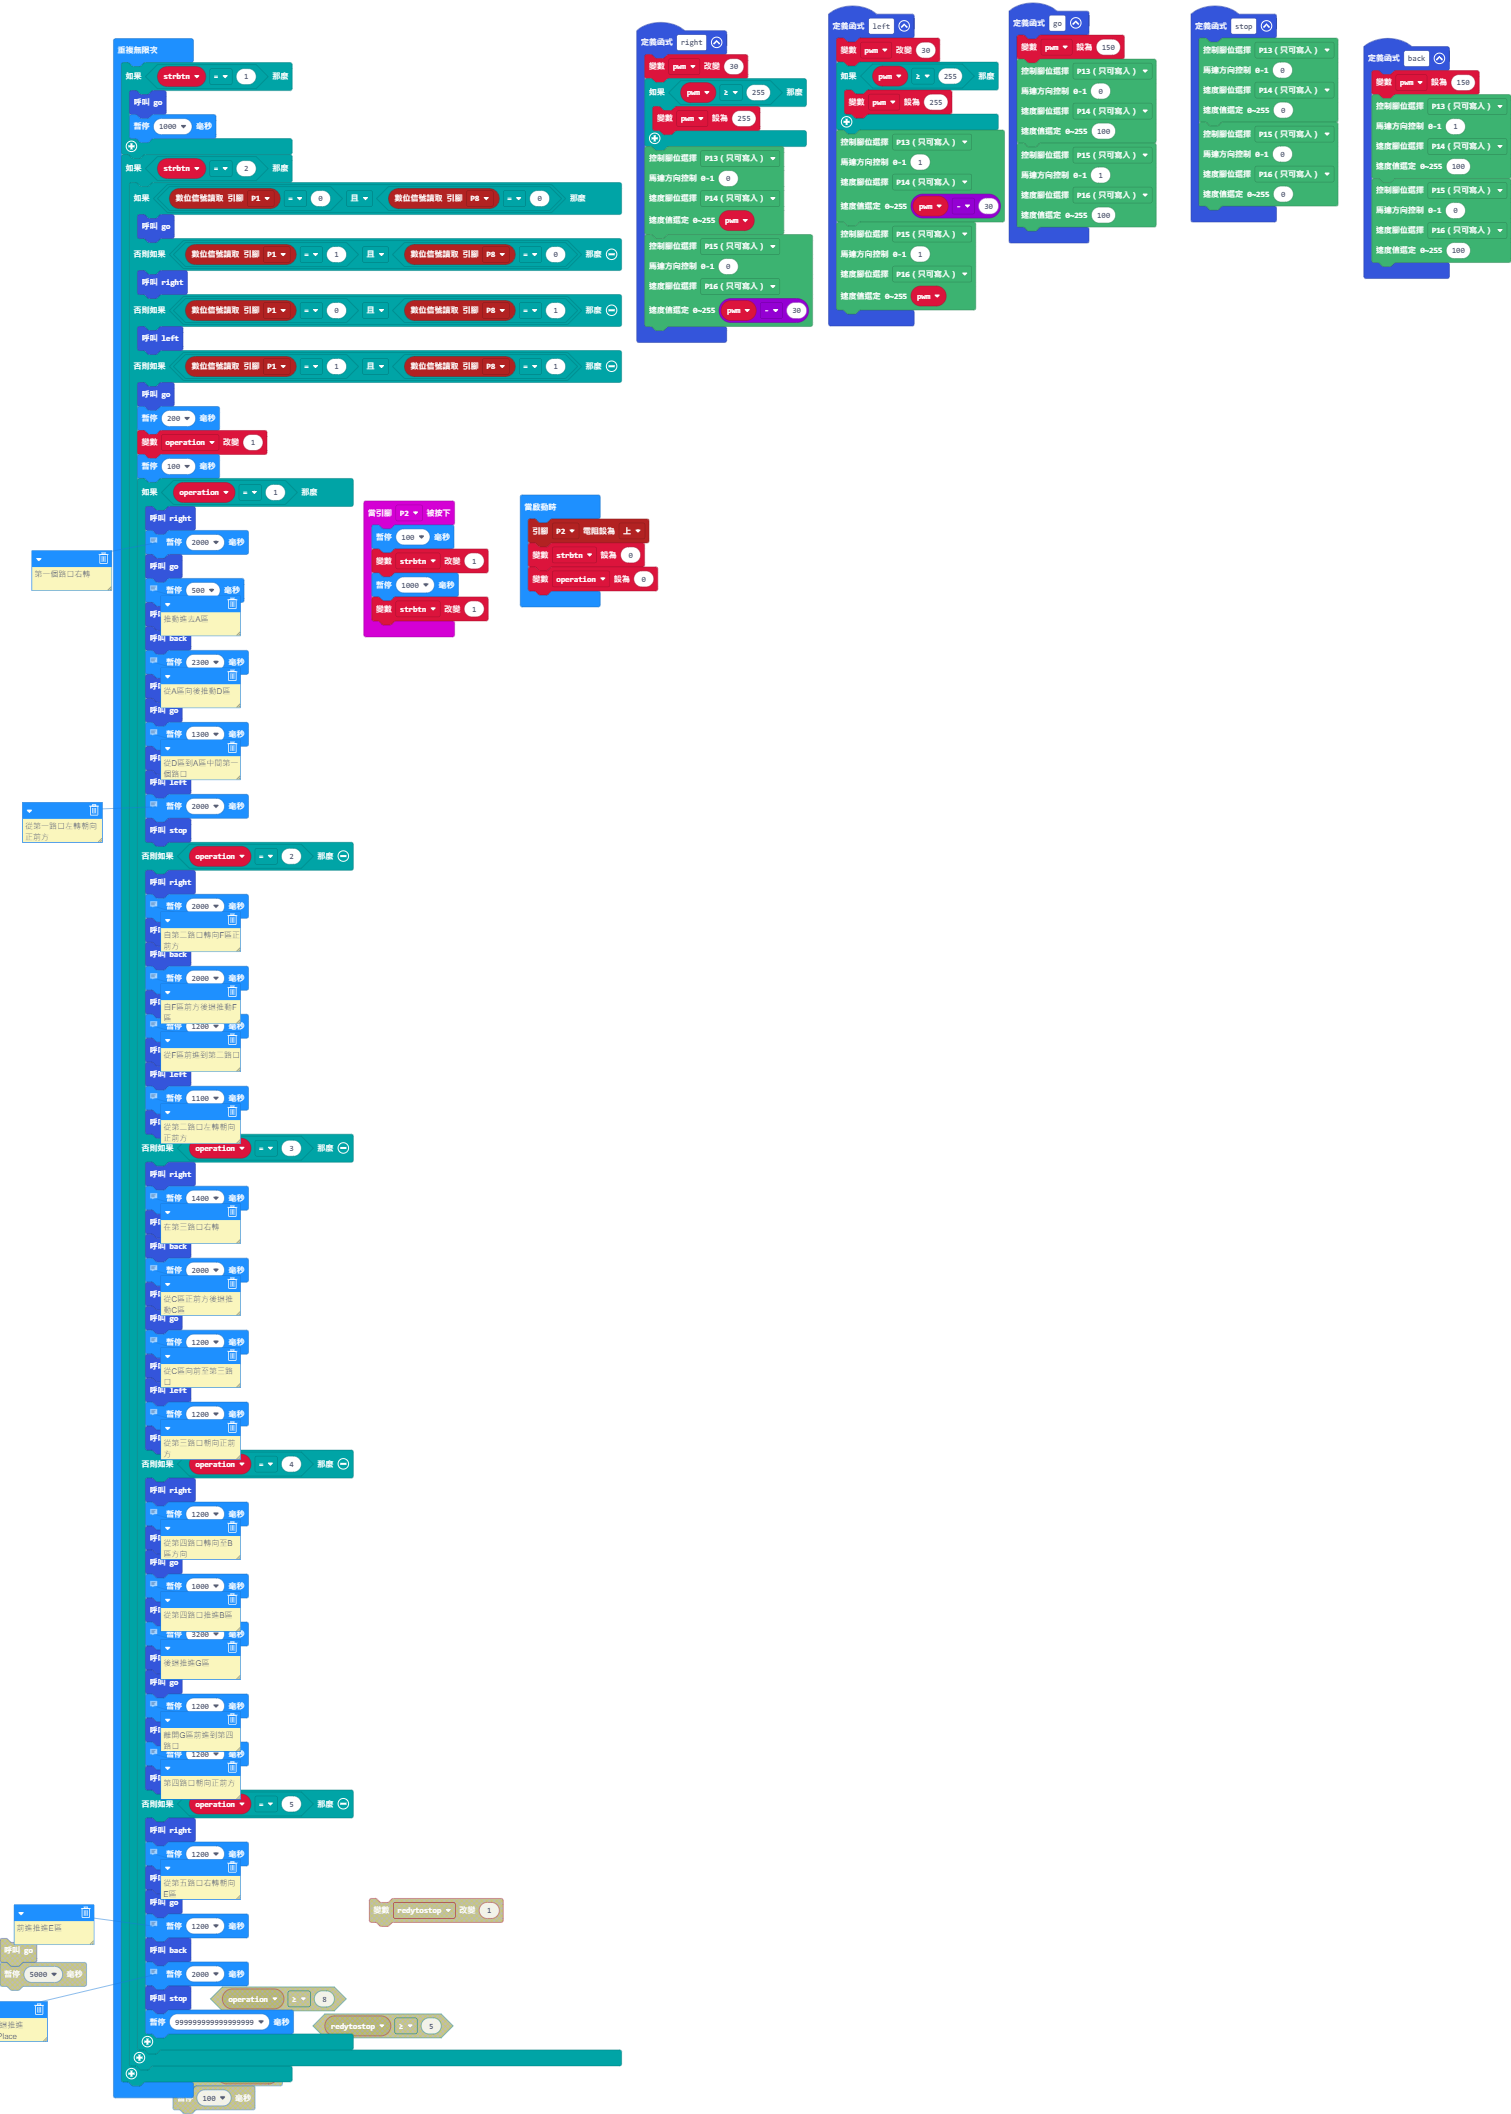 重複無限次
如果 strbtn = 1 那麼
呼叫 go
暫停 1000 毫秒
如果 strbtn = 2 那麼
如果 數位信號讀取 引腳 P1 = 0 且 數位信號讀取 引腳 P8 = 0 那麼
呼叫 go
否則如果 數位信號讀取 引腳 P1 = 1 且 數位信號讀取 引腳 P8 = 0 那麼
呼叫 right
否則如果 數位信號讀取 引腳 P1 = 0 且 數位信號讀取 引腳 P8 = 1 那麼
呼叫 left
否則如果 數位信號讀取 引腳 P1 = 1 且 數位信號讀取 引腳 P8 = 1 那麼
呼叫 go
暫停 200 毫秒
變數 operation 改變 1
暫停 100 毫秒
如果 operation = 1 那麼
呼叫 right
暫停 2000 毫秒
第一個路口右轉
呼叫 go
暫停 500 毫秒
推動進去A區
呼叫 back
暫停 2300 毫秒
從A區向後推動D區
呼叫 go
暫停 1300 毫秒
從D區到A區中間第一
個路口
呼叫 left
暫停 2000 毫秒
從第一路口左轉朝向
正前方
呼叫 stop
否則如果 operation = 2 那麼
呼叫 right
暫停 2000 毫秒
自第二路口轉向F區正
前方
呼叫 back
暫停 2000 毫秒
自F區前方後退推動F
區
暫停 1200 毫秒
從F區前進到第二路口
呼叫 left
暫停 1100 毫秒
從第二路口左轉朝向
正前方
否則如果 operation = 3 那麼
呼叫 right
暫停 1400 毫秒
在第三路口右轉
呼叫 back
暫停 2000 毫秒
從C區正前方後退推
動C區
呼叫 go
暫停 1200 毫秒
從C區向前至第三路
口
呼叫 left
暫停 1200 毫秒
從第三路口朝向正前
方
否則如果 operation = 4 那麼
呼叫 right
暫停 1200 毫秒
從第四路口轉向至B
區方向
呼叫 go
暫停 1000 毫秒
從第四路口推進B區
暫停 3200 毫秒
後退推進G區
呼叫 go
暫停 1200 毫秒
離開G區前進到第四
路口
暫停 1200 毫秒
第四路口朝向正前方
否則如果 operation = 5 那麼
呼叫 right
暫停 1200 毫秒
從第五路口右轉朝向
E區
呼叫 go
暫停 1200 毫秒
前進推進E區
呼叫 back
暫停 2000 毫秒
退推進
Place
呼叫 stop
暫停 999999999999999999 毫秒
呼叫 go
暫停 5000 毫秒
operation ≥ 8
redytostop ≥ 5
變數 redytostop 改變 1
100 毫秒
當引腳 P2 被按下
暫停 100 毫秒
變數 strbtn 改變 1
暫停 1000 毫秒
變數 strbtn 改變 1
當啟動時
引腳 P2 電阻設為 上
變數 strbtn 設為 0
變數 operation 設為 0
定義函式 right
變數 pwm 改變 30
如果 pwm ≥ 255 那麼
變數 pwm 設為 255
控制腳位選擇 P13 ( 只可寫入 )
馬達方向控制 0-1 0
速度腳位選擇 P14 ( 只可寫入 )
速度值選定 0~255 pwm
控制腳位選擇 P15 ( 只可寫入 )
馬達方向控制 0-1 0
速度腳位選擇 P16 ( 只可寫入 )
速度值選定 0~255 pwm - 30
定義函式 left
變數 pwm 改變 30
如果 pwm ≥ 255 那麼
變數 pwm 設為 255
控制腳位選擇 P13 ( 只可寫入 )
馬達方向控制 0-1 1
速度腳位選擇 P14 ( 只可寫入 )
速度值選定 0~255 pwm - 30
控制腳位選擇 P15 ( 只可寫入 )
馬達方向控制 0-1 1
速度腳位選擇 P16 ( 只可寫入 )
速度值選定 0~255 pwm
定義函式 go
變數 pwm 設為 150
控制腳位選擇 P13 ( 只可寫入 )
馬達方向控制 0-1 0
速度腳位選擇 P14 ( 只可寫入 )
速度值選定 0~255 100
控制腳位選擇 P15 ( 只可寫入 )
馬達方向控制 0-1 1
速度腳位選擇 P16 ( 只可寫入 )
速度值選定 0~255 100
定義函式 stop
控制腳位選擇 P13 ( 只可寫入 )
馬達方向控制 0-1 0
速度腳位選擇 P14 ( 只可寫入 )
速度值選定 0~255 0
控制腳位選擇 P15 ( 只可寫入 )
馬達方向控制 0-1 0
速度腳位選擇 P16 ( 只可寫入 )
速度值選定 0~255 0
定義函式 back
變數 pwm 設為 150
控制腳位選擇 P13 ( 只可寫入 )
馬達方向控制 0-1 1
速度腳位選擇 P14 ( 只可寫入 )
速度值選定 0~255 100
控制腳位選擇 P15 ( 只可寫入 )
馬達方向控制 0-1 0
速度腳位選擇 P16 ( 只可寫入 )
速度值選定 0~255 100